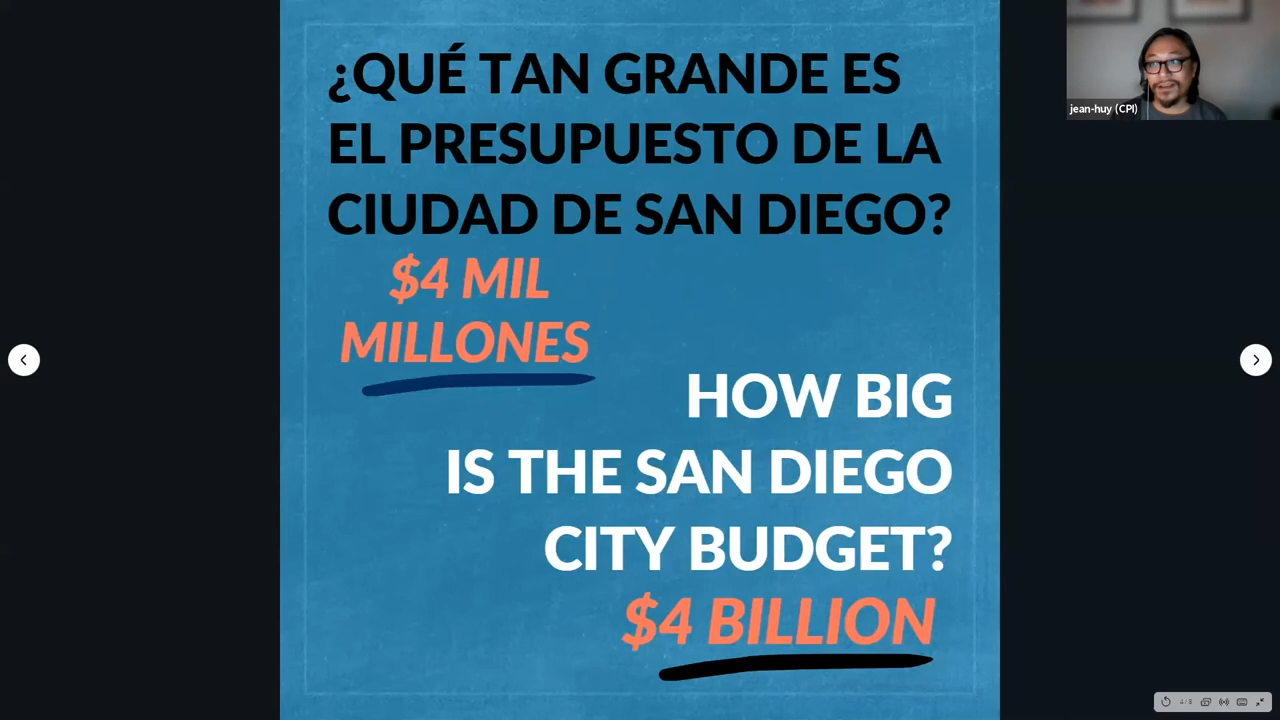 ¿QUÉ TAN GRANDE ES
EL PRESUPUESTO DE LA
CIUDAD DE SAN DIEGO?
$4 MIL
MILLONES
HOW BIG
IS THE SAN DIEGO
CITY BUDGET?
$4 BILLION
jean-huy (CPI)